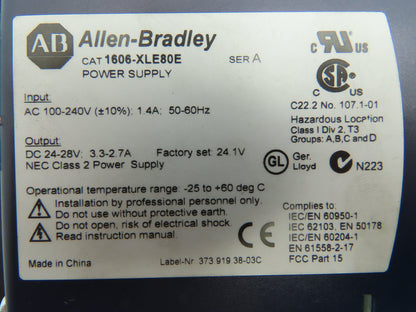 AB Allen-Bradley
CAT 1606-XLE80E SER A
POWER SUPPLY
Input:
AC 100-240V (±10%): 1.4A: 50-60Hz
Output:
DC 24-28V: 3.3-2.7A Factory set: 24.1V
NEC Class 2 Power Supply
Operational temperature range: -25 to +60 deg C
Installation by professional personnel only.
Do not use without protective earth.
Do not open, risk of electrical shock.
Read instruction manual.
Made in China
Label-Nr 373 919 38-03C
C US
C US
C22.2 No. 107.1-01
Hazardous Location
Class I Div 2, T3
Groups: A,B,C and D
GL Ger.
Lloyd
N223
CE
Complies to:
IEC/EN 60950-1
IEC 62103, EN 50178
IEC/EN 60204-1
EN 61558-2-17
FCC Part 15